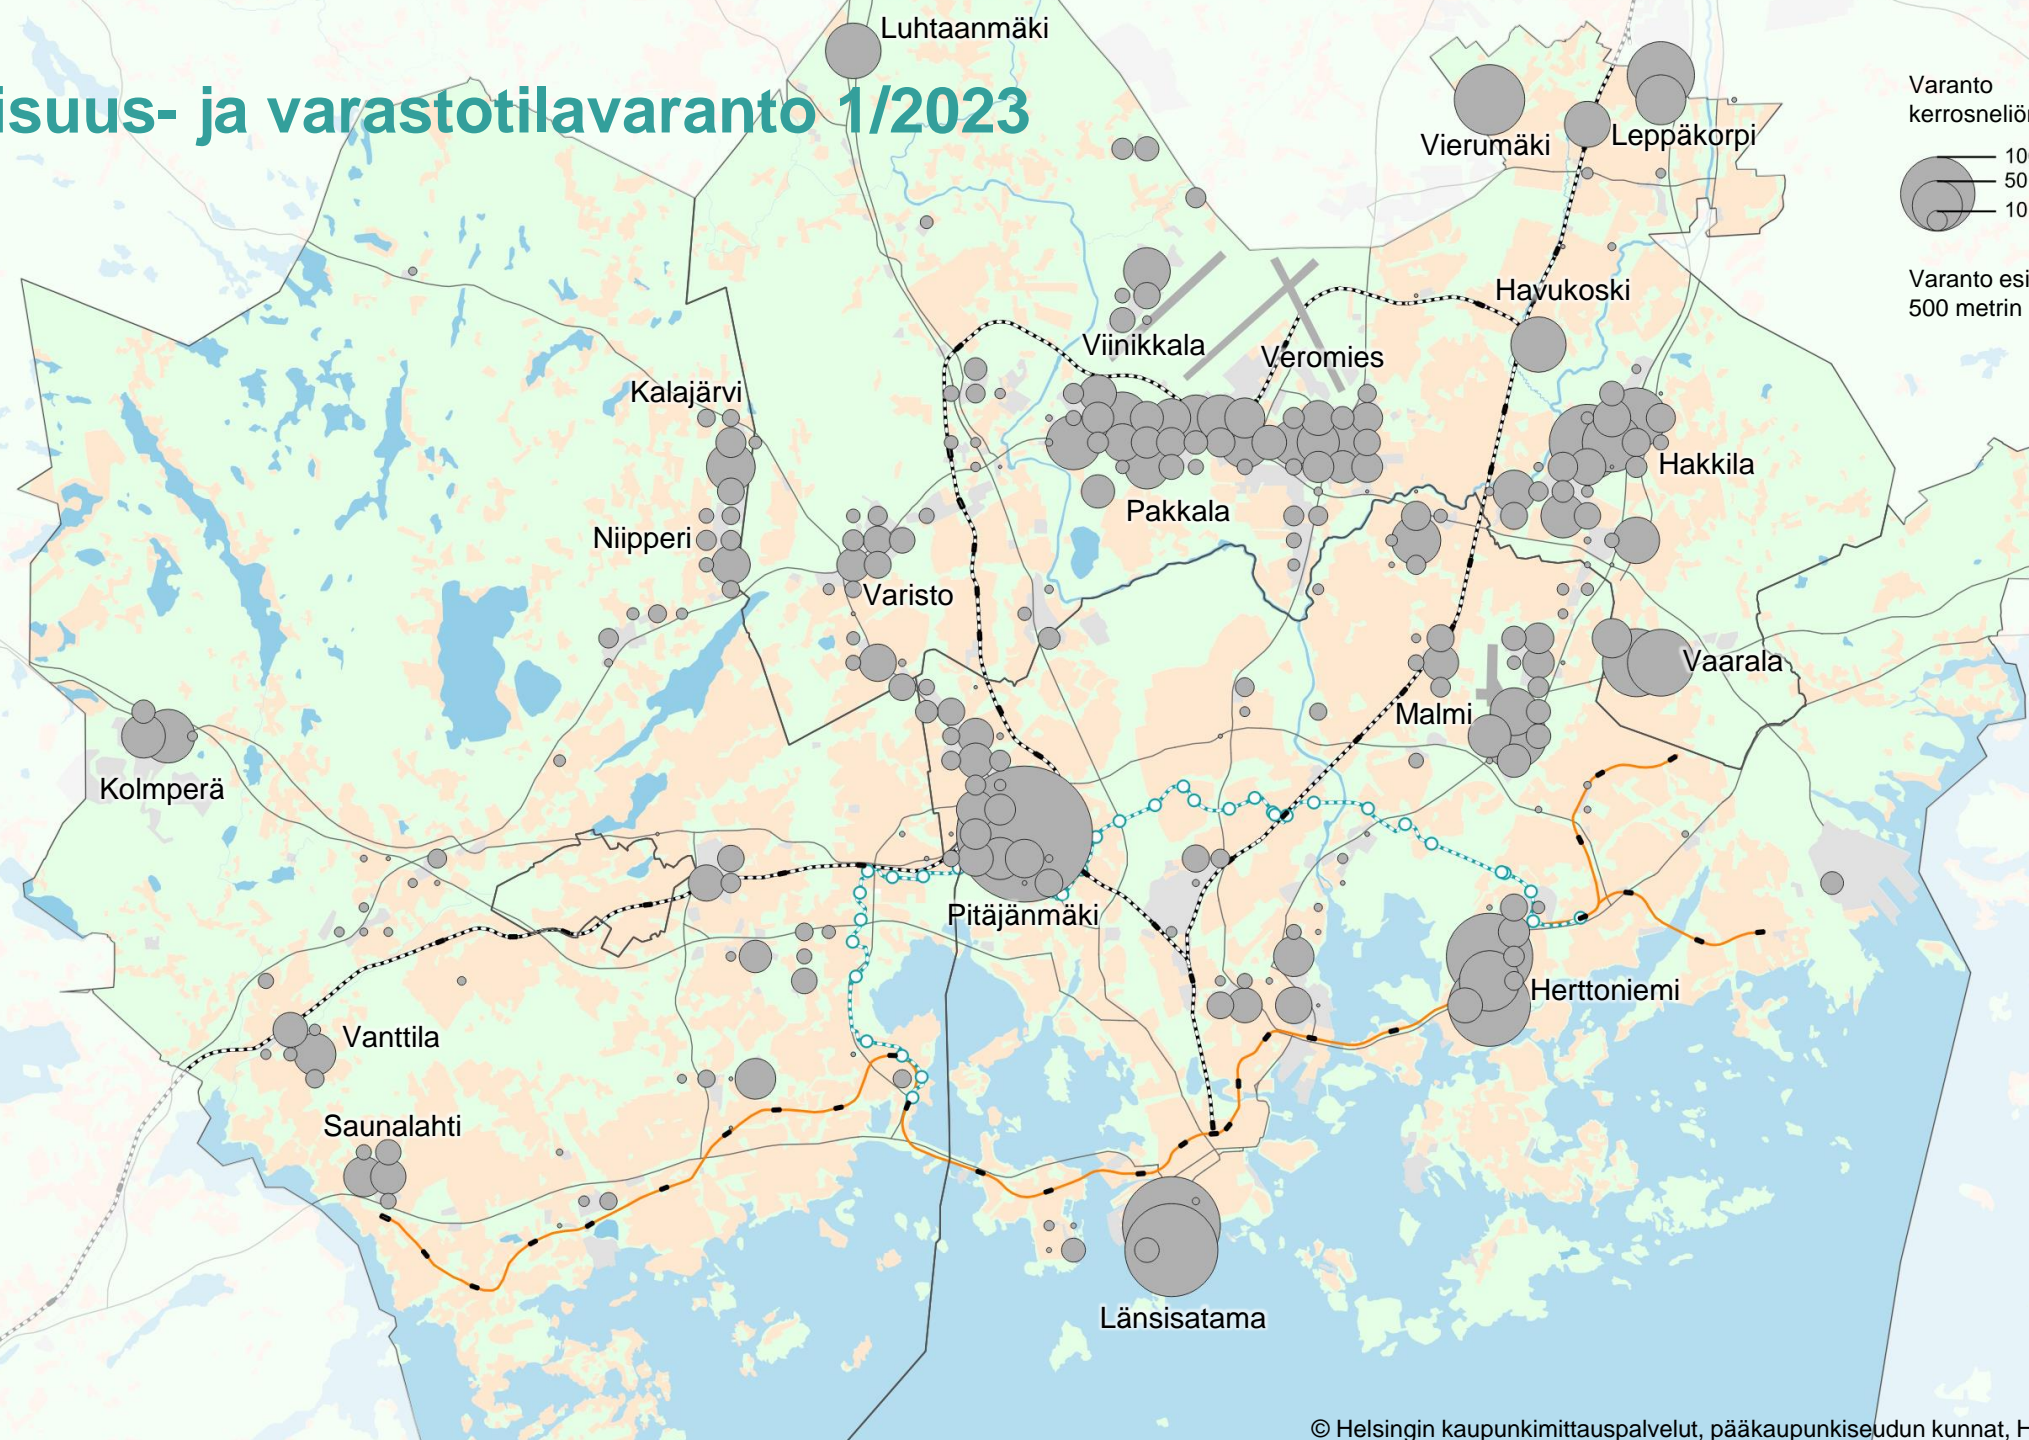 isuus- ja varastotilavaranto 1/2023
Luhtaanmäki
Vierumäki
Leppäkorpi
Varanto
kerrosneliön
10
50
10
Varanto esi
500 metrin
Havukoski
Viinikkala
Veromies
Kalajärvi
Hakkila
Pakkala
Niipperi
Varisto
Vaarala
Malmi
Kolmperä
Pitäjänmäki
Herttoniemi
Vanttila
Saunalahti
Länsisatama
© Helsingin kaupunkimittauspalvelut, pääkaupunkiseudun kunnat, H